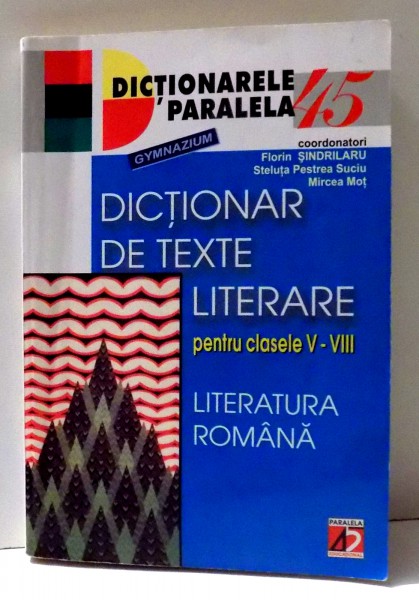 DICȚIONARELE
PARALELA 45
GYMNAZIUM
coordonatori
Florin ȘINDRILARU
Steluța Pestrea Suciu
Mircea Moț
DICȚIONAR
DE TEXTE
LITERARE
pentru clasele V - VIII
LITERATURA
ROMÂNĂ
PARALELA
45
EDUCAȚIONAL